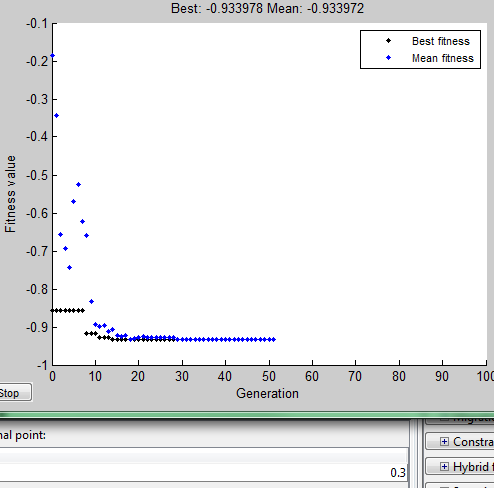 Best: -0.933978 Mean: -0.933972
Best fitness
Mean fitness
Fitness value
-0.1
-0.2
-0.3
-0.4
-0.5
-0.6
-0.7
-0.8
-0.9
-1
0 10 20 30 40 50 60 70 80 90 100
Generation
Stop
nal point:
0.3
Constra
Hybrid f